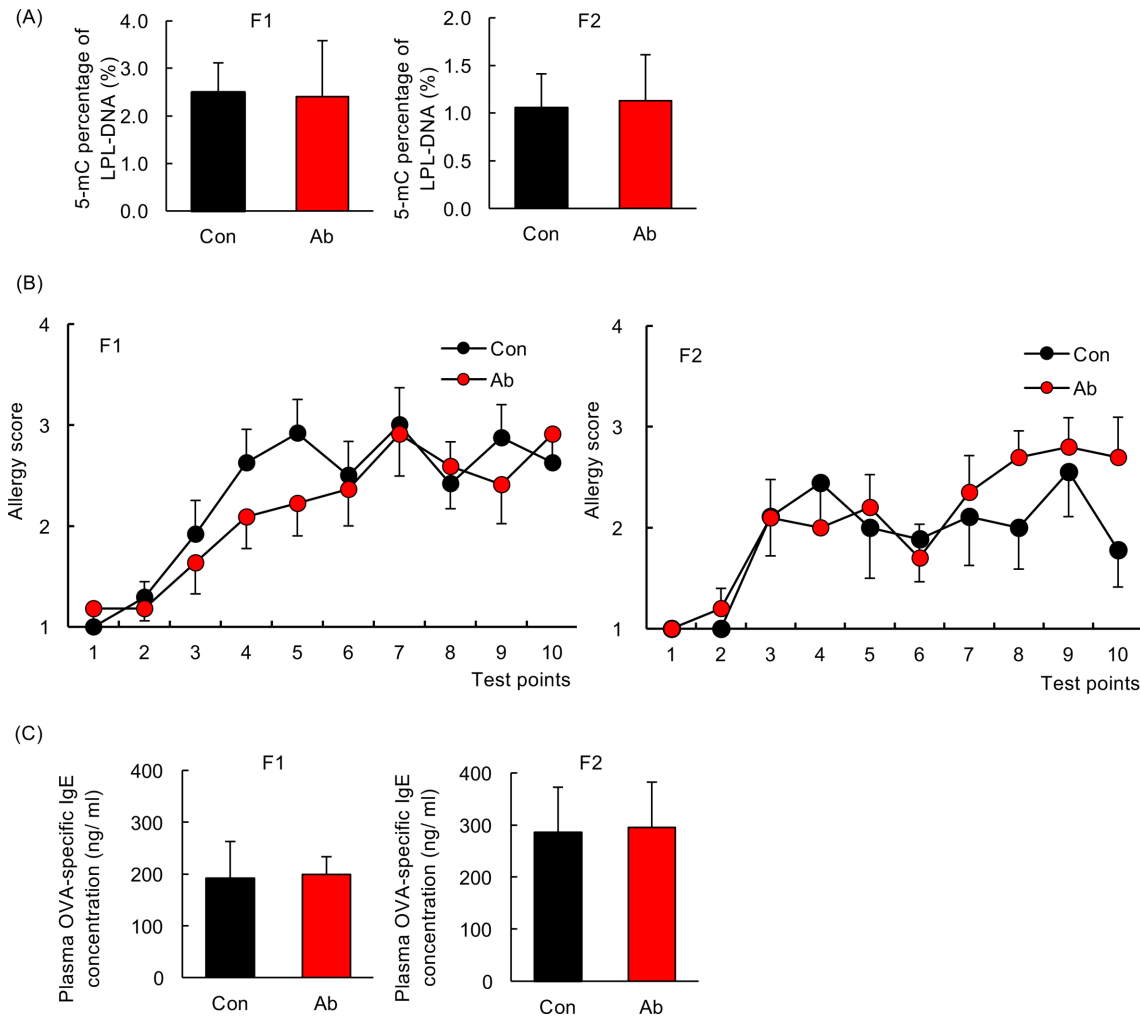 (A)
F1
5-mC percentage of
LPL-DNA (%)
4.0
3.0
2.0
1.0
0.0
Con
Ab
F2
5-mC percentage of
LPL-DNA (%)
2.0
1.5
1.0
0.5
0.0
Con
Ab
(B)
F1
Con
Ab
Allergy score
4
3
2
1
1 2 3 4 5 6 7 8 9 10
Test points
F2
Con
Ab
Allergy score
4
3
2
1
1 2 3 4 5 6 7 8 9 10
Test points
(C)
F1
Plasma OVA-specific IgE
concentration (ng/ ml)
400
300
200
100
0
Con
Ab
F2
Plasma OVA-specific IgE
concentration (ng/ ml)
400
300
200
100
0
Con
Ab